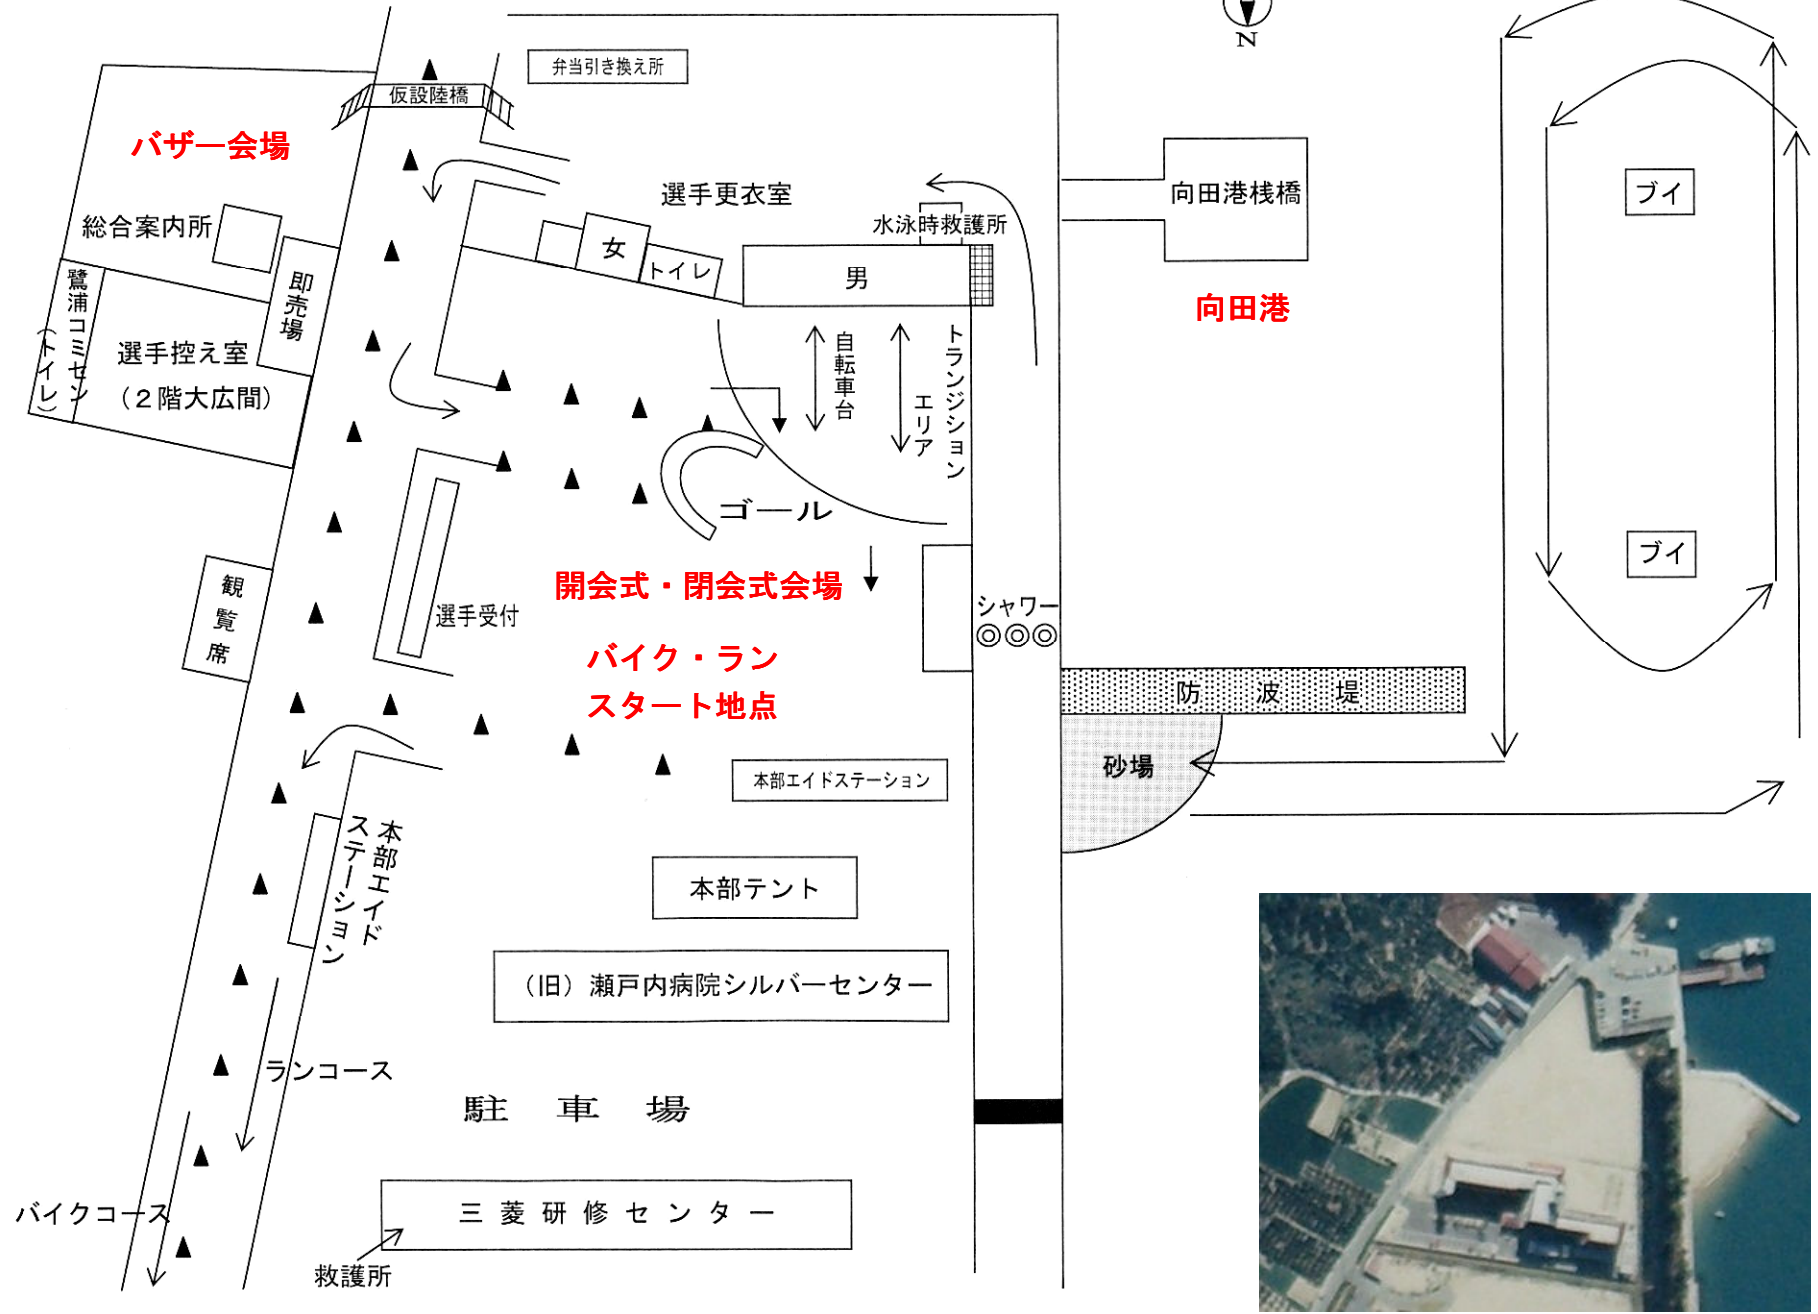 N
弁当引き換え所
仮設陸橋
バザー会場
選手更衣室
向田港桟橋
ブイ
総合案内所
水泳時救護所
女
トイレ
男
即売場
鷺浦コミセン
（トイレ）
向田港
選手控え室
（２階大広間）
自転車台
トランジション
エリア
ゴール
ブイ
開会式・閉会式会場
観覧席
選手受付
シャワー
バイク・ラン
スタート地点
防波堤
砂場
本部エイドステーション
本部エイド
ステーション
本部テント
（旧）瀬戸内病院シルバーセンター
ランコース
駐車場
バイクコース
三菱研修センター
救護所